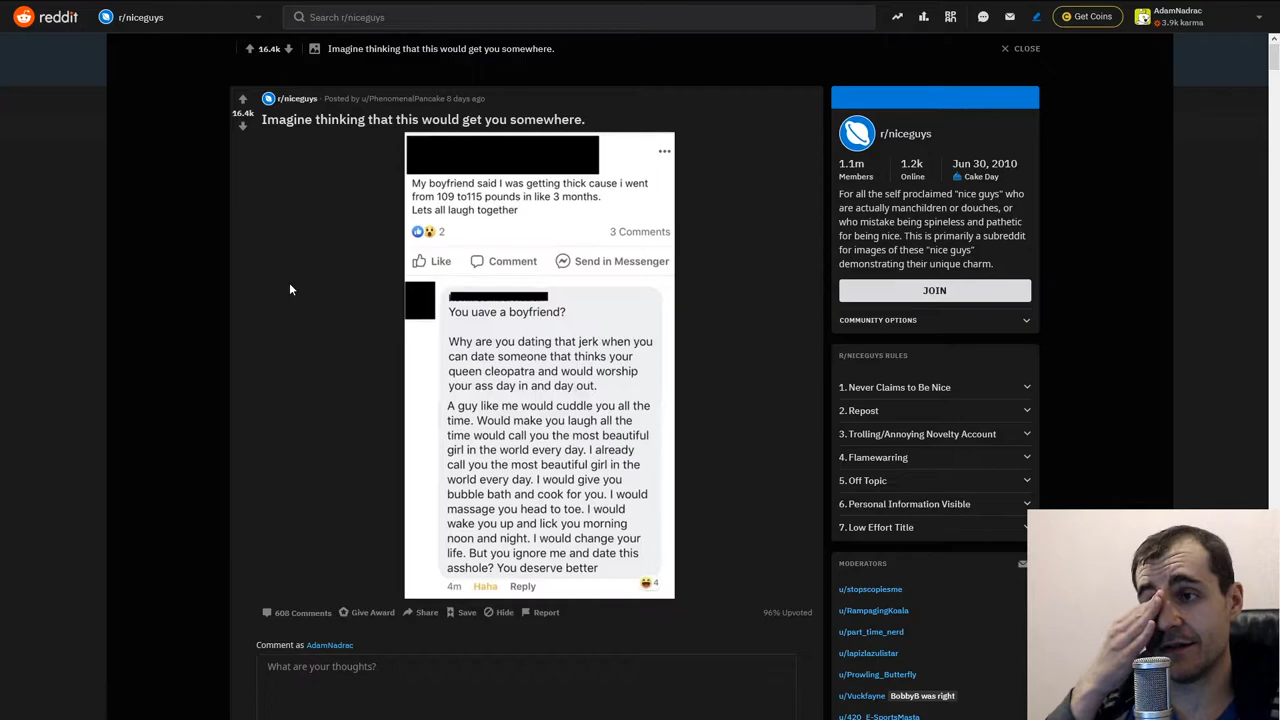 reddit
r/niceguys
Search r/niceguys
Get Coins
AdamNadrac
3.9k karma
16.4k
Imagine thinking that this would get you somewhere.
CLOSE
r/niceguys Posted by u/PhenomenalPancake 8 days ago
16.4k
Imagine thinking that this would get you somewhere.
My boyfriend said I was getting thick cause i went
from 109 to115 pounds in like 3 months.
Lets all laugh together
2
3 Comments
Like
Comment
Send in Messenger
You uave a boyfriend?
Why are you dating that jerk when you
can date someone that thinks your
queen cleopatra and would worship
your ass day in and day out.
A guy like me would cuddle you all the
time. Would make you laugh all the
time would call you the most beautiful
girl in the world every day. I already
call you the most beautiful girl in the
world every day. I would give you
bubble bath and cook for you. I would
massage you head to toe. I would
wake you up and lick you morning
noon and night. I would change your
life. But you ignore me and date this
asshole? You deserve better
4m Haha Reply
4
608 Comments Give Award Share Save Hide Report
96% Upvoted
Comment as AdamNadrac
What are your thoughts?
r/niceguys
1.1m
Members
1.2k
Online
Jun 30, 2010
Cake Day
For all the self proclaimed "nice guys" who
are actually manchildren or douches, or
who mistake being spineless and pathetic
for being nice. This is primarily a subreddit
for images of these "nice guys"
demonstrating their unique charm.
JOIN
COMMUNITY OPTIONS
R/NICEGUYS RULES
1. Never Claims to Be Nice
2. Repost
3. Trolling/Annoying Novelty Account
4. Flamewarring
5. Off Topic
6. Personal Information Visible
7. Low Effort Title
MODERATORS
u/stopscopiesme
u/RampagingKoala
u/part_time_nerd
u/lapizlazulistar
u/Prowling_Butterfly
u/Vuckfayne BobbyB was right
u/420_E-SportsMasta